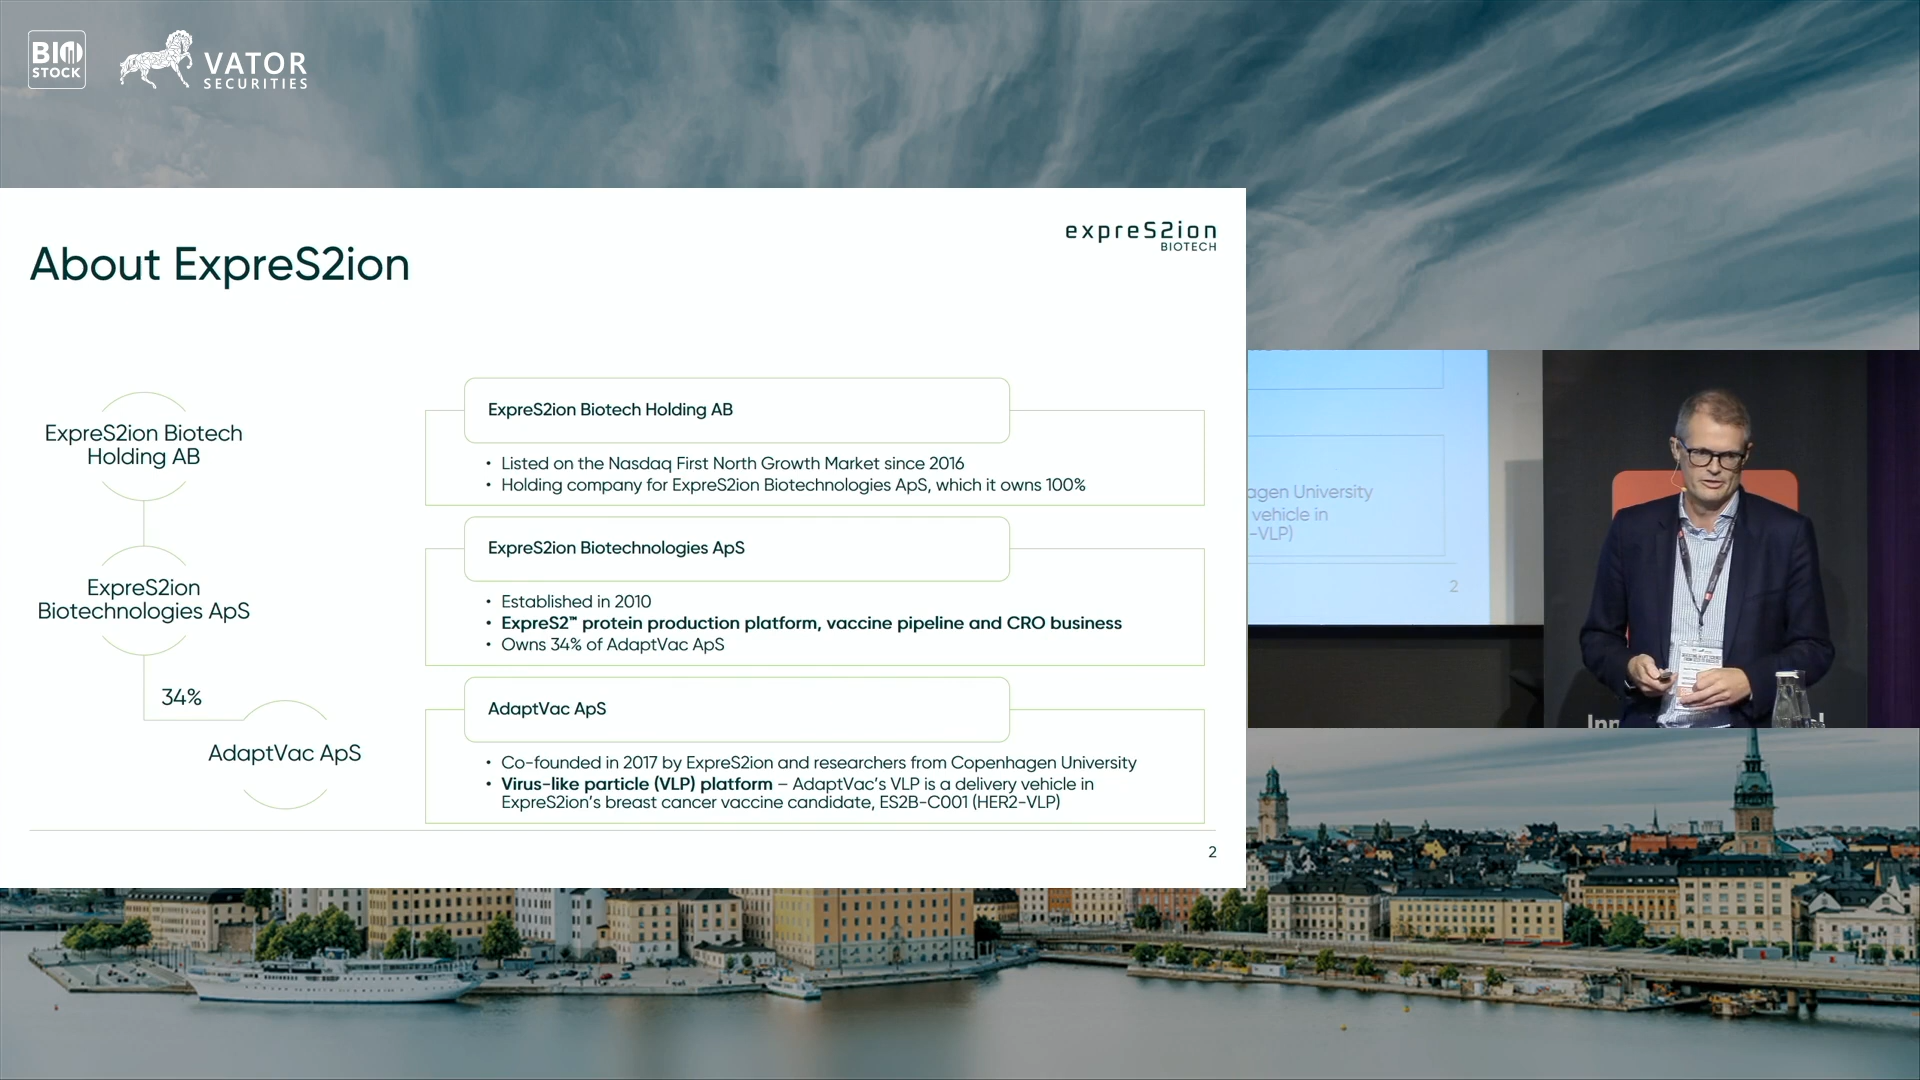 BIO
STOCK
VATOR
SECURITIES
expreS2ion
BIOTECH
About ExpreS2ion
ExpreS2ion Biotech
Holding AB
ExpreS2ion
Biotechnologies ApS
34%
AdaptVac ApS
ExpreS2ion Biotech Holding AB
• Listed on the Nasdaq First North Growth Market since 2016
• Holding company for ExpreS2ion Biotechnologies ApS, which it owns 100%
ExpreS2ion Biotechnologies ApS
• Established in 2010
• ExpreS2™ protein production platform, vaccine pipeline and CRO business
• Owns 34% of AdaptVac ApS
AdaptVac ApS
• Co-founded in 2017 by ExpreS2ion and researchers from Copenhagen University
• Virus-like particle (VLP) platform – AdaptVac's VLP is a delivery vehicle in
ExpreS2ion's breast cancer vaccine candidate, ES2B-C001 (HER2-VLP)
2
agen University
vehicle in
-VLP)
2